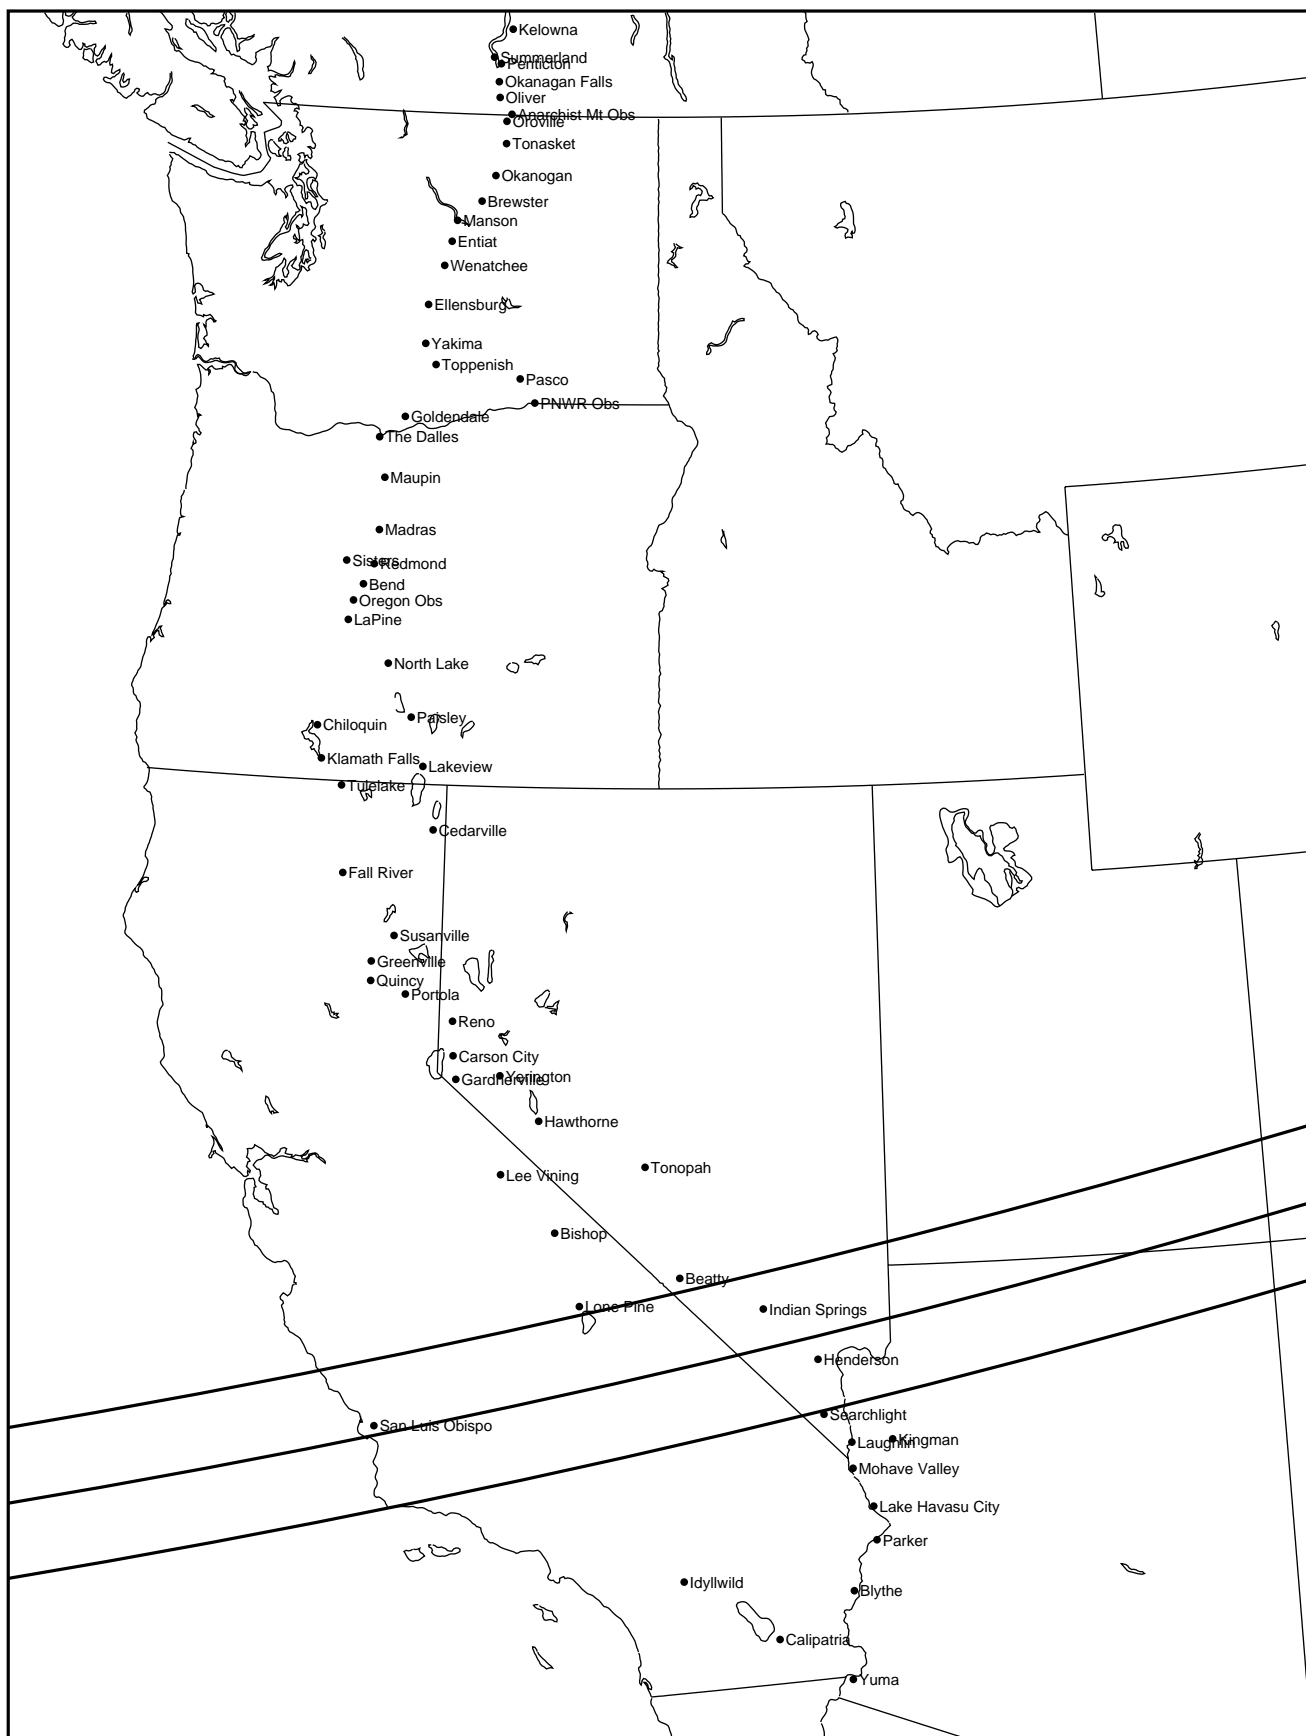 Kelowna
Summerland
Penticton
Okanagan Falls
Oliver
Anarchist Mt Obs
Oroville
Tonasket
Okanogan
Brewster
Manson
Entiat
Wenatchee
Ellensburg
Yakima
Toppenish
Pasco
PNWR Obs
Goldendale
The Dalles
Maupin
Madras
Sisters
Redmond
Bend
Oregon Obs
LaPine
North Lake
Paisley
Chiloquin
Klamath Falls
Lakeview
Tulelake
Cedarville
Fall River
Susanville
Greenville
Quincy
Portola
Reno
Carson City
Yerington
Gardnerville
Hawthorne
Tonopah
Lee Vining
Bishop
Beatty
Lone Pine
Indian Springs
Henderson
Searchlight
San Luis Obispo
Kingman
Laughlin
Mohave Valley
Lake Havasu City
Parker
Idyllwild
Blythe
Calipatria
Yuma